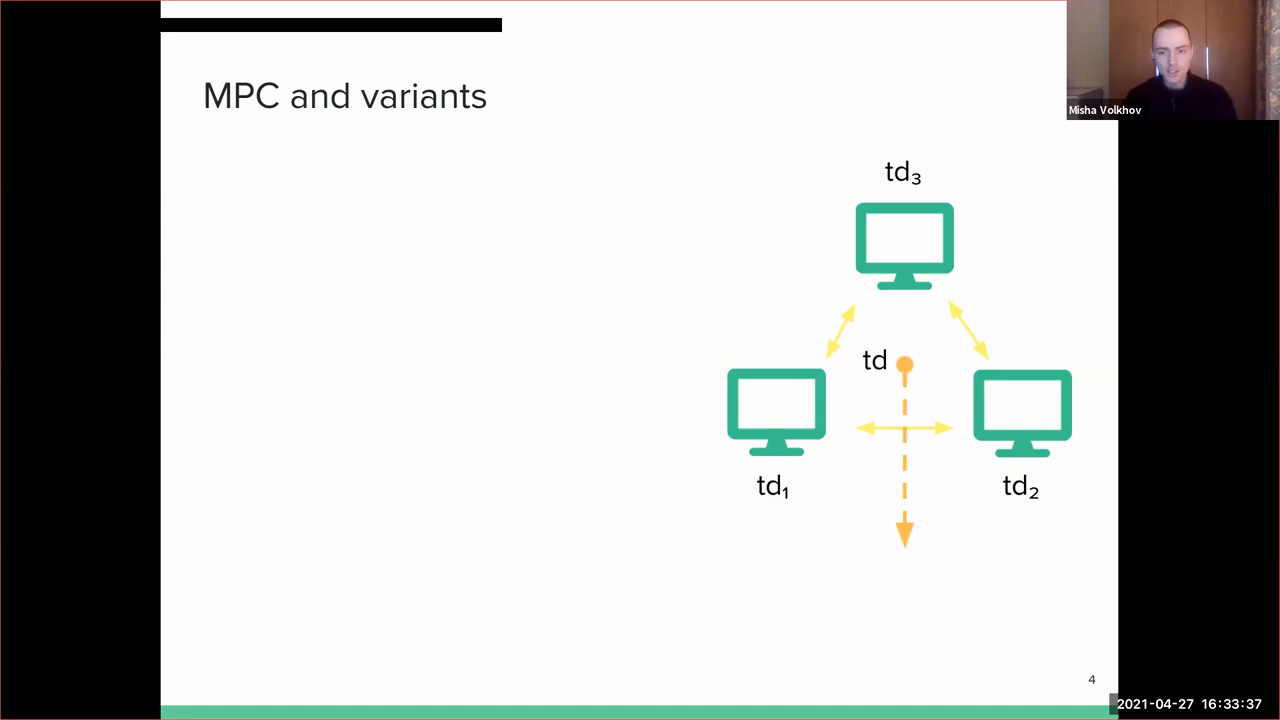 MPC and variants
Misha Volkhov
td₃
td
td₁
td₂
4
2021-04-27 16:33:37